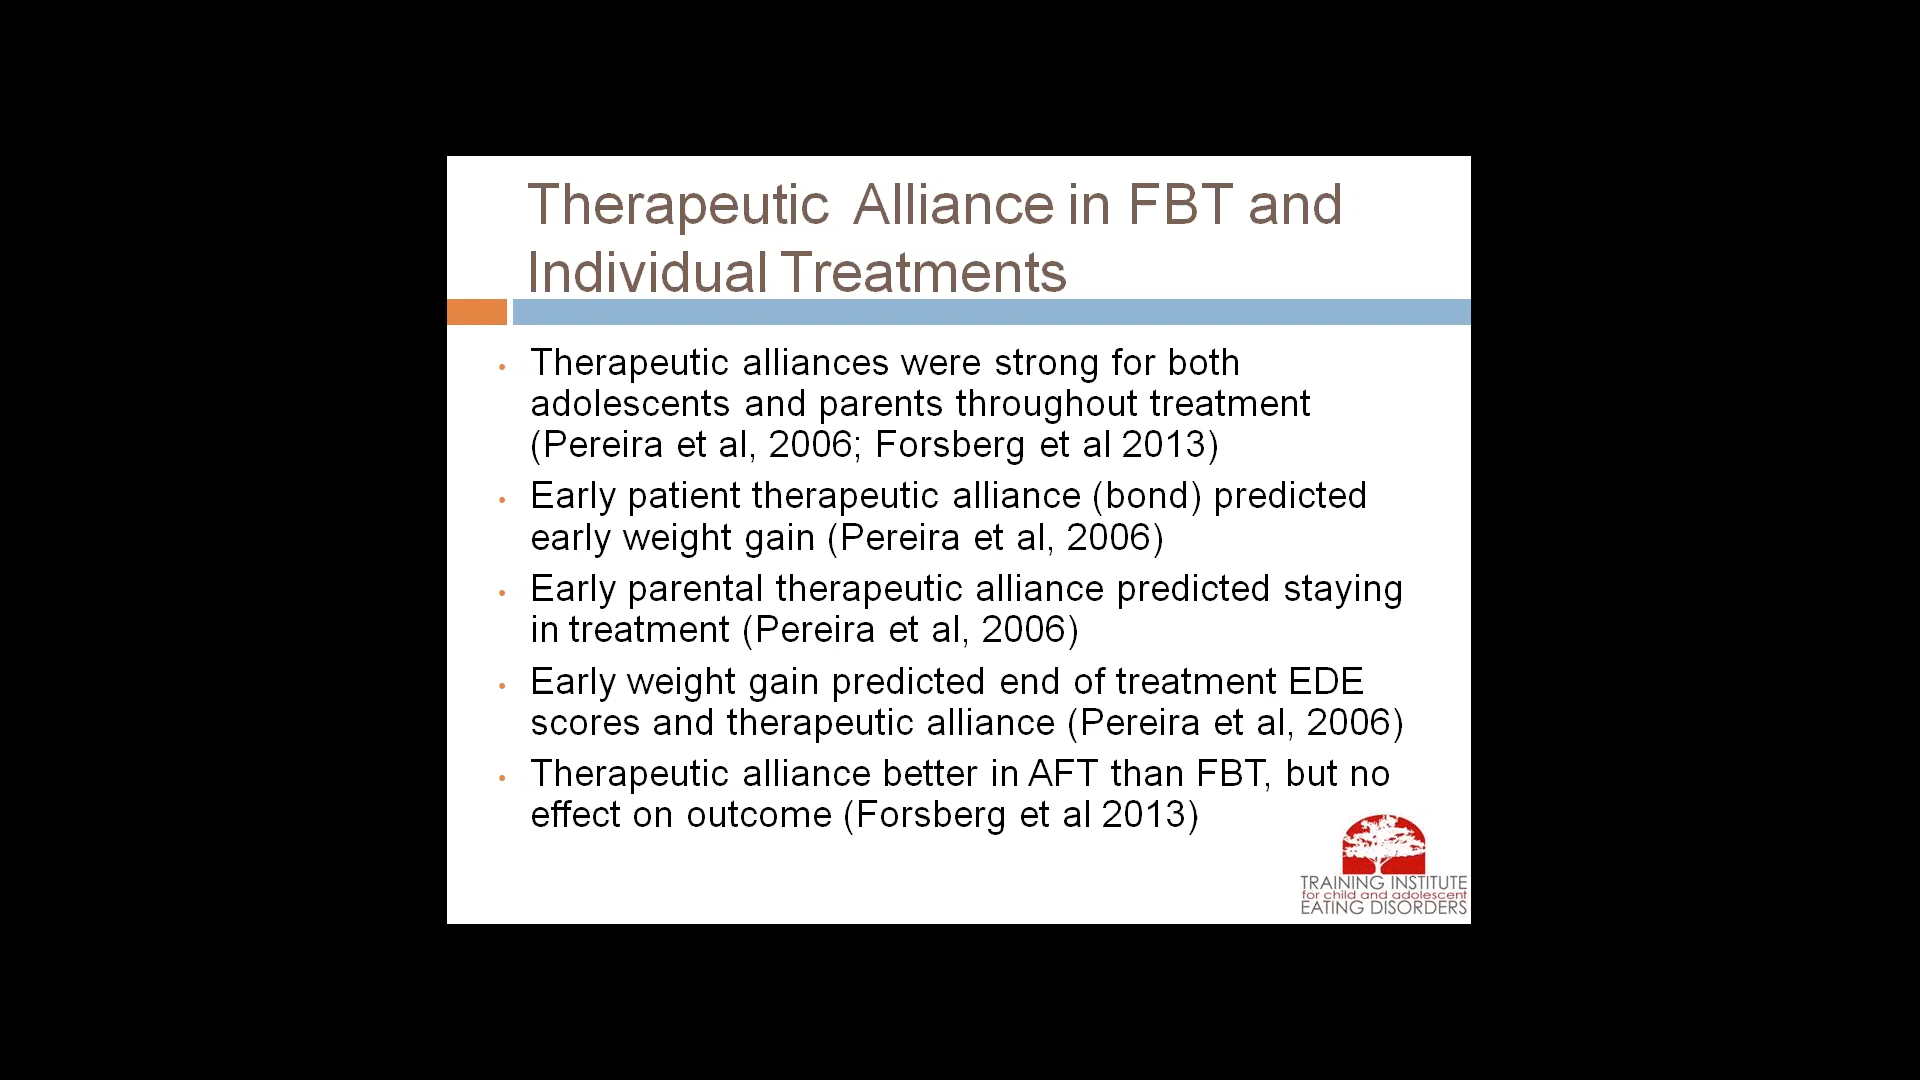 Therapeutic Alliance in FBT and
Individual Treatments
• Therapeutic alliances were strong for both
adolescents and parents throughout treatment
(Pereira et al, 2006; Forsberg et al 2013)
• Early patient therapeutic alliance (bond) predicted
early weight gain (Pereira et al, 2006)
• Early parental therapeutic alliance predicted staying
in treatment (Pereira et al, 2006)
• Early weight gain predicted end of treatment EDE
scores and therapeutic alliance (Pereira et al, 2006)
• Therapeutic alliance better in AFT than FBT, but no
effect on outcome (Forsberg et al 2013)
TRAINING INSTITUTE
for child and adolescent
EATING DISORDERS